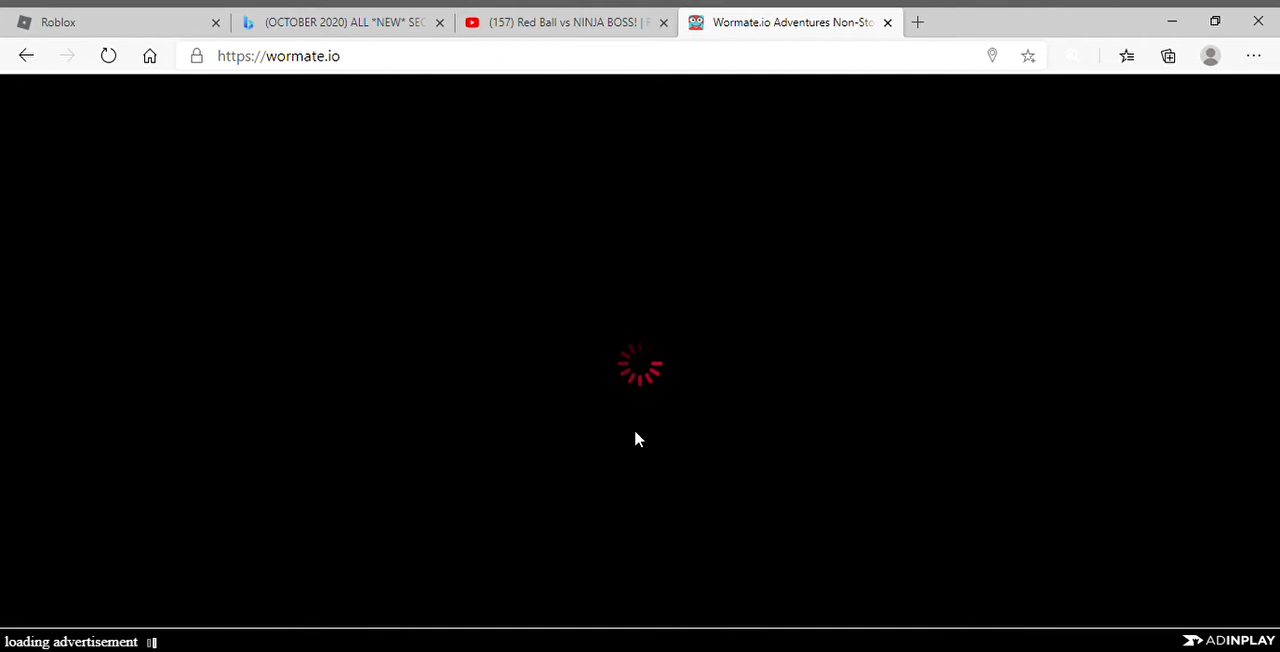 Roblox
(OCTOBER 2020) ALL *NEW* SEC
(157) Red Ball vs NINJA BOSS! |
Wormate.io Adventures Non-Sto
https://wormate.io
loading advertisement
ADINPLAY